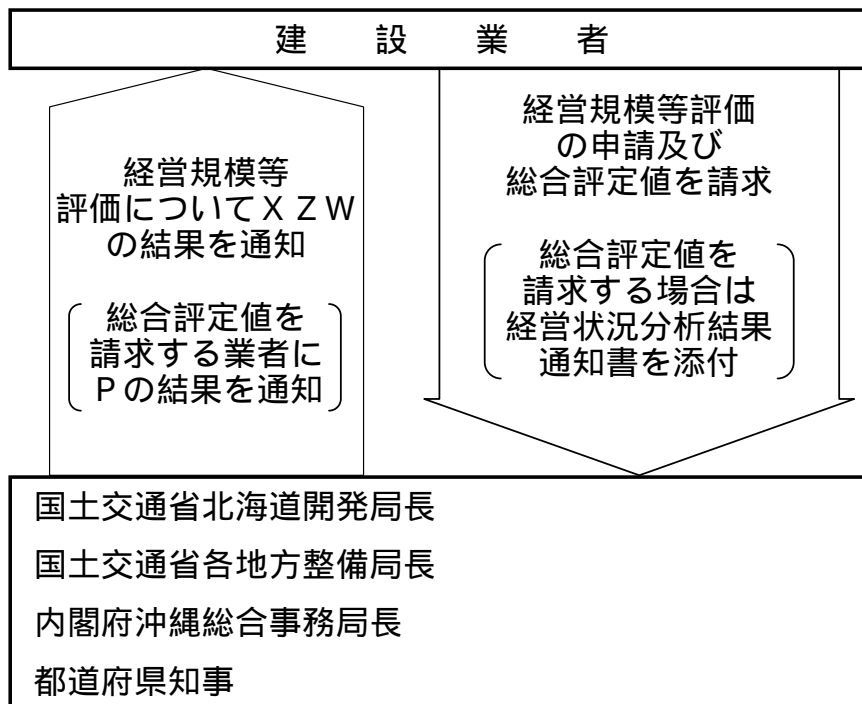 建設業者
経営規模等
評価についてＸＺＷ
の結果を通知
総合評定値を
請求する業者に
Ｐの結果を通知
経営規模等評価
の申請及び
総合評定値を請求
総合評定値を
請求する場合は
経営状況分析結果
通知書を添付
国土交通省北海道開発局長
国土交通省各地方整備局長
内閣府沖縄総合事務局長
都道府県知事